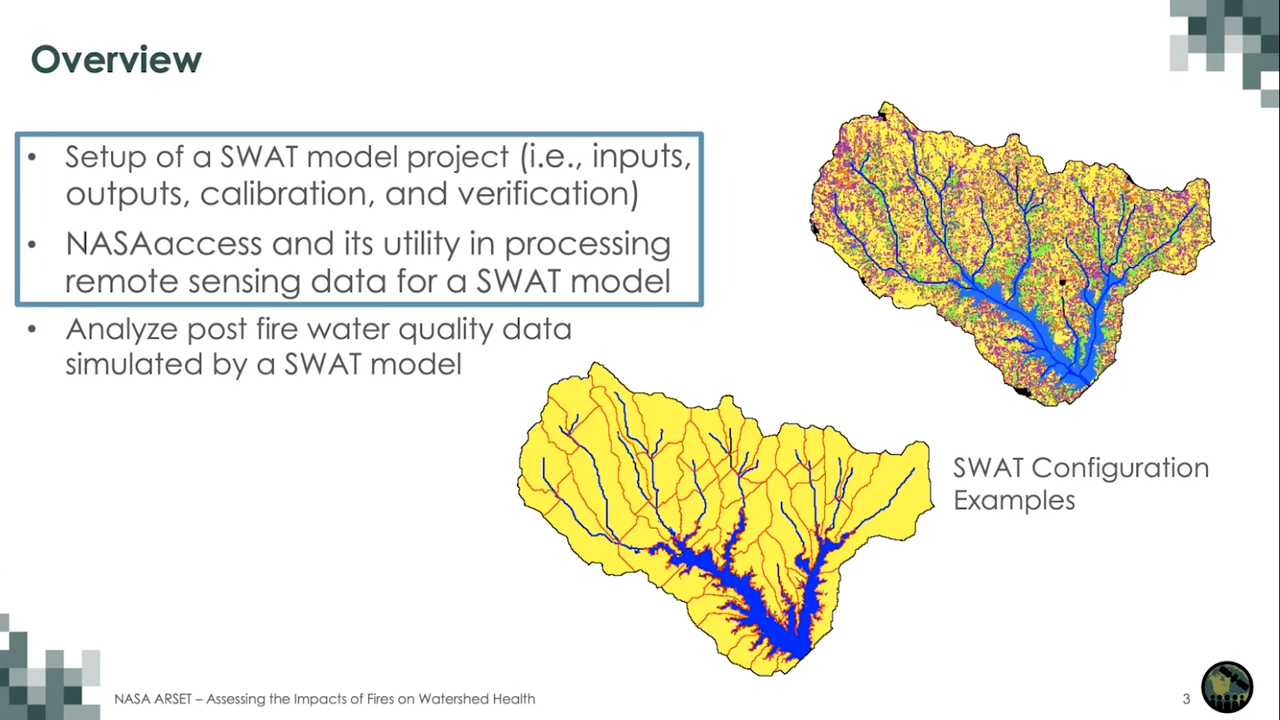 Overview
• Setup of a SWAT model project (i.e., inputs,
outputs, calibration, and verification)
• NASAaccess and its utility in processing
remote sensing data for a SWAT model
• Analyze post fire water quality data
simulated by a SWAT model
SWAT Configuration
Examples
NASA ARSET – Assessing the Impacts of Fires on Watershed Health
3